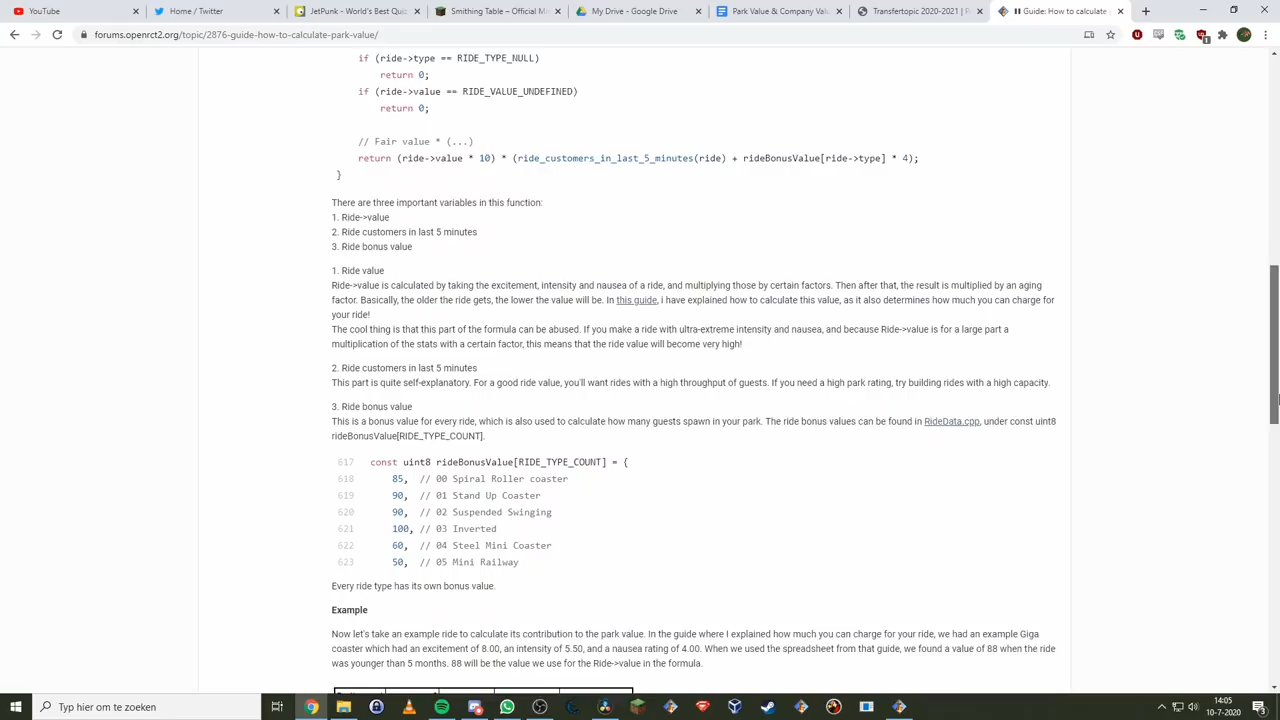 YouTube
Home / Twitter
JetPunk - World's Best Quiz
Smithing Table – Official Mi
My Drive - Google Drive
Park Value & Company Valu
Transfertopic 2020-2021 | P
Guide: How to calculate
forums.openrct2.org/topic/2876-guide-how-to-calculate-park-value/
if (ride->type == RIDE_TYPE_NULL)
return 0;
if (ride->value == RIDE_VALUE_UNDEFINED)
return 0;
// Fair value * (...)
return (ride->value * 10) * (ride_customers_in_last_5_minutes(ride) + rideBonusValue[ride->type] * 4);
}
There are three important variables in this function:
1. Ride->value
2. Ride customers in last 5 minutes
3. Ride bonus value
1. Ride value
Ride->value is calculated by taking the excitement, intensity and nausea of a ride, and multiplying those by certain factors. Then after that, the result is multiplied by an aging
factor. Basically, the older the ride gets, the lower the value will be. In this guide, i have explained how to calculate this value, as it also determines how much you can charge for
your ride!
The cool thing is that this part of the formula can be abused. If you make a ride with ultra-extreme intensity and nausea, and because Ride->value is for a large part a
multiplication of the stats with a certain factor, this means that the ride value will become very high!
2. Ride customers in last 5 minutes
This part is quite self-explanatory. For a good ride value, you'll want rides with a high throughput of guests. If you need a high park rating, try building rides with a high capacity.
3. Ride bonus value
This is a bonus value for every ride, which is also used to calculate how many guests spawn in your park. The ride bonus values can be found in RideData.cpp, under const uint8
rideBonusValue[RIDE_TYPE_COUNT].
617 const uint8 rideBonusValue[RIDE_TYPE_COUNT] = {
618 85, // 00 Spiral Roller coaster
619 90, // 01 Stand Up Coaster
620 90, // 02 Suspended Swinging
621 100, // 03 Inverted
622 60, // 04 Steel Mini Coaster
623 50, // 05 Mini Railway
Every ride type has its own bonus value.
Example
Now let's take an example ride to calculate its contribution to the park value. In the guide where I explained how much you can charge for your ride, we had an example Giga
coaster which had an excitement of 8.00, an intensity of 5.50, and a nausea rating of 4.00. When we used the spreadsheet from that guide, we found a value of 88 when the ride
was younger than 5 months. 88 will be the value we use for the Ride->value in the formula.
Typ hier om te zoeken
14:05
10-7-2020